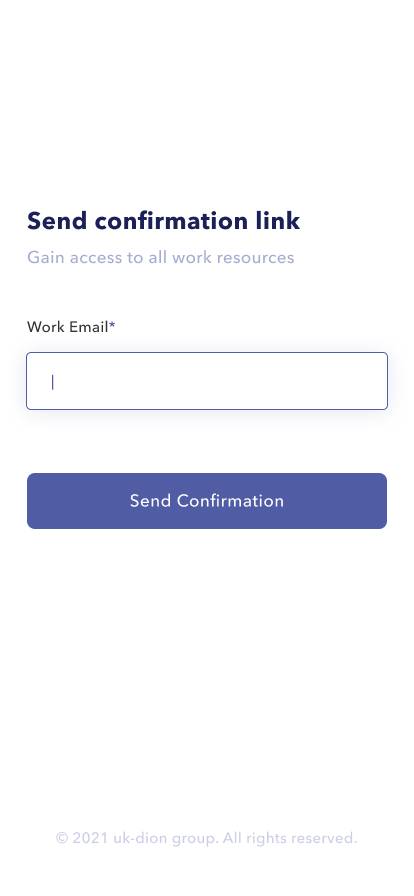 Send confirmation link
Gain access to all work resources
Work Email*
Send Confirmation
© 2021 uk-dion group. All rights reserved.